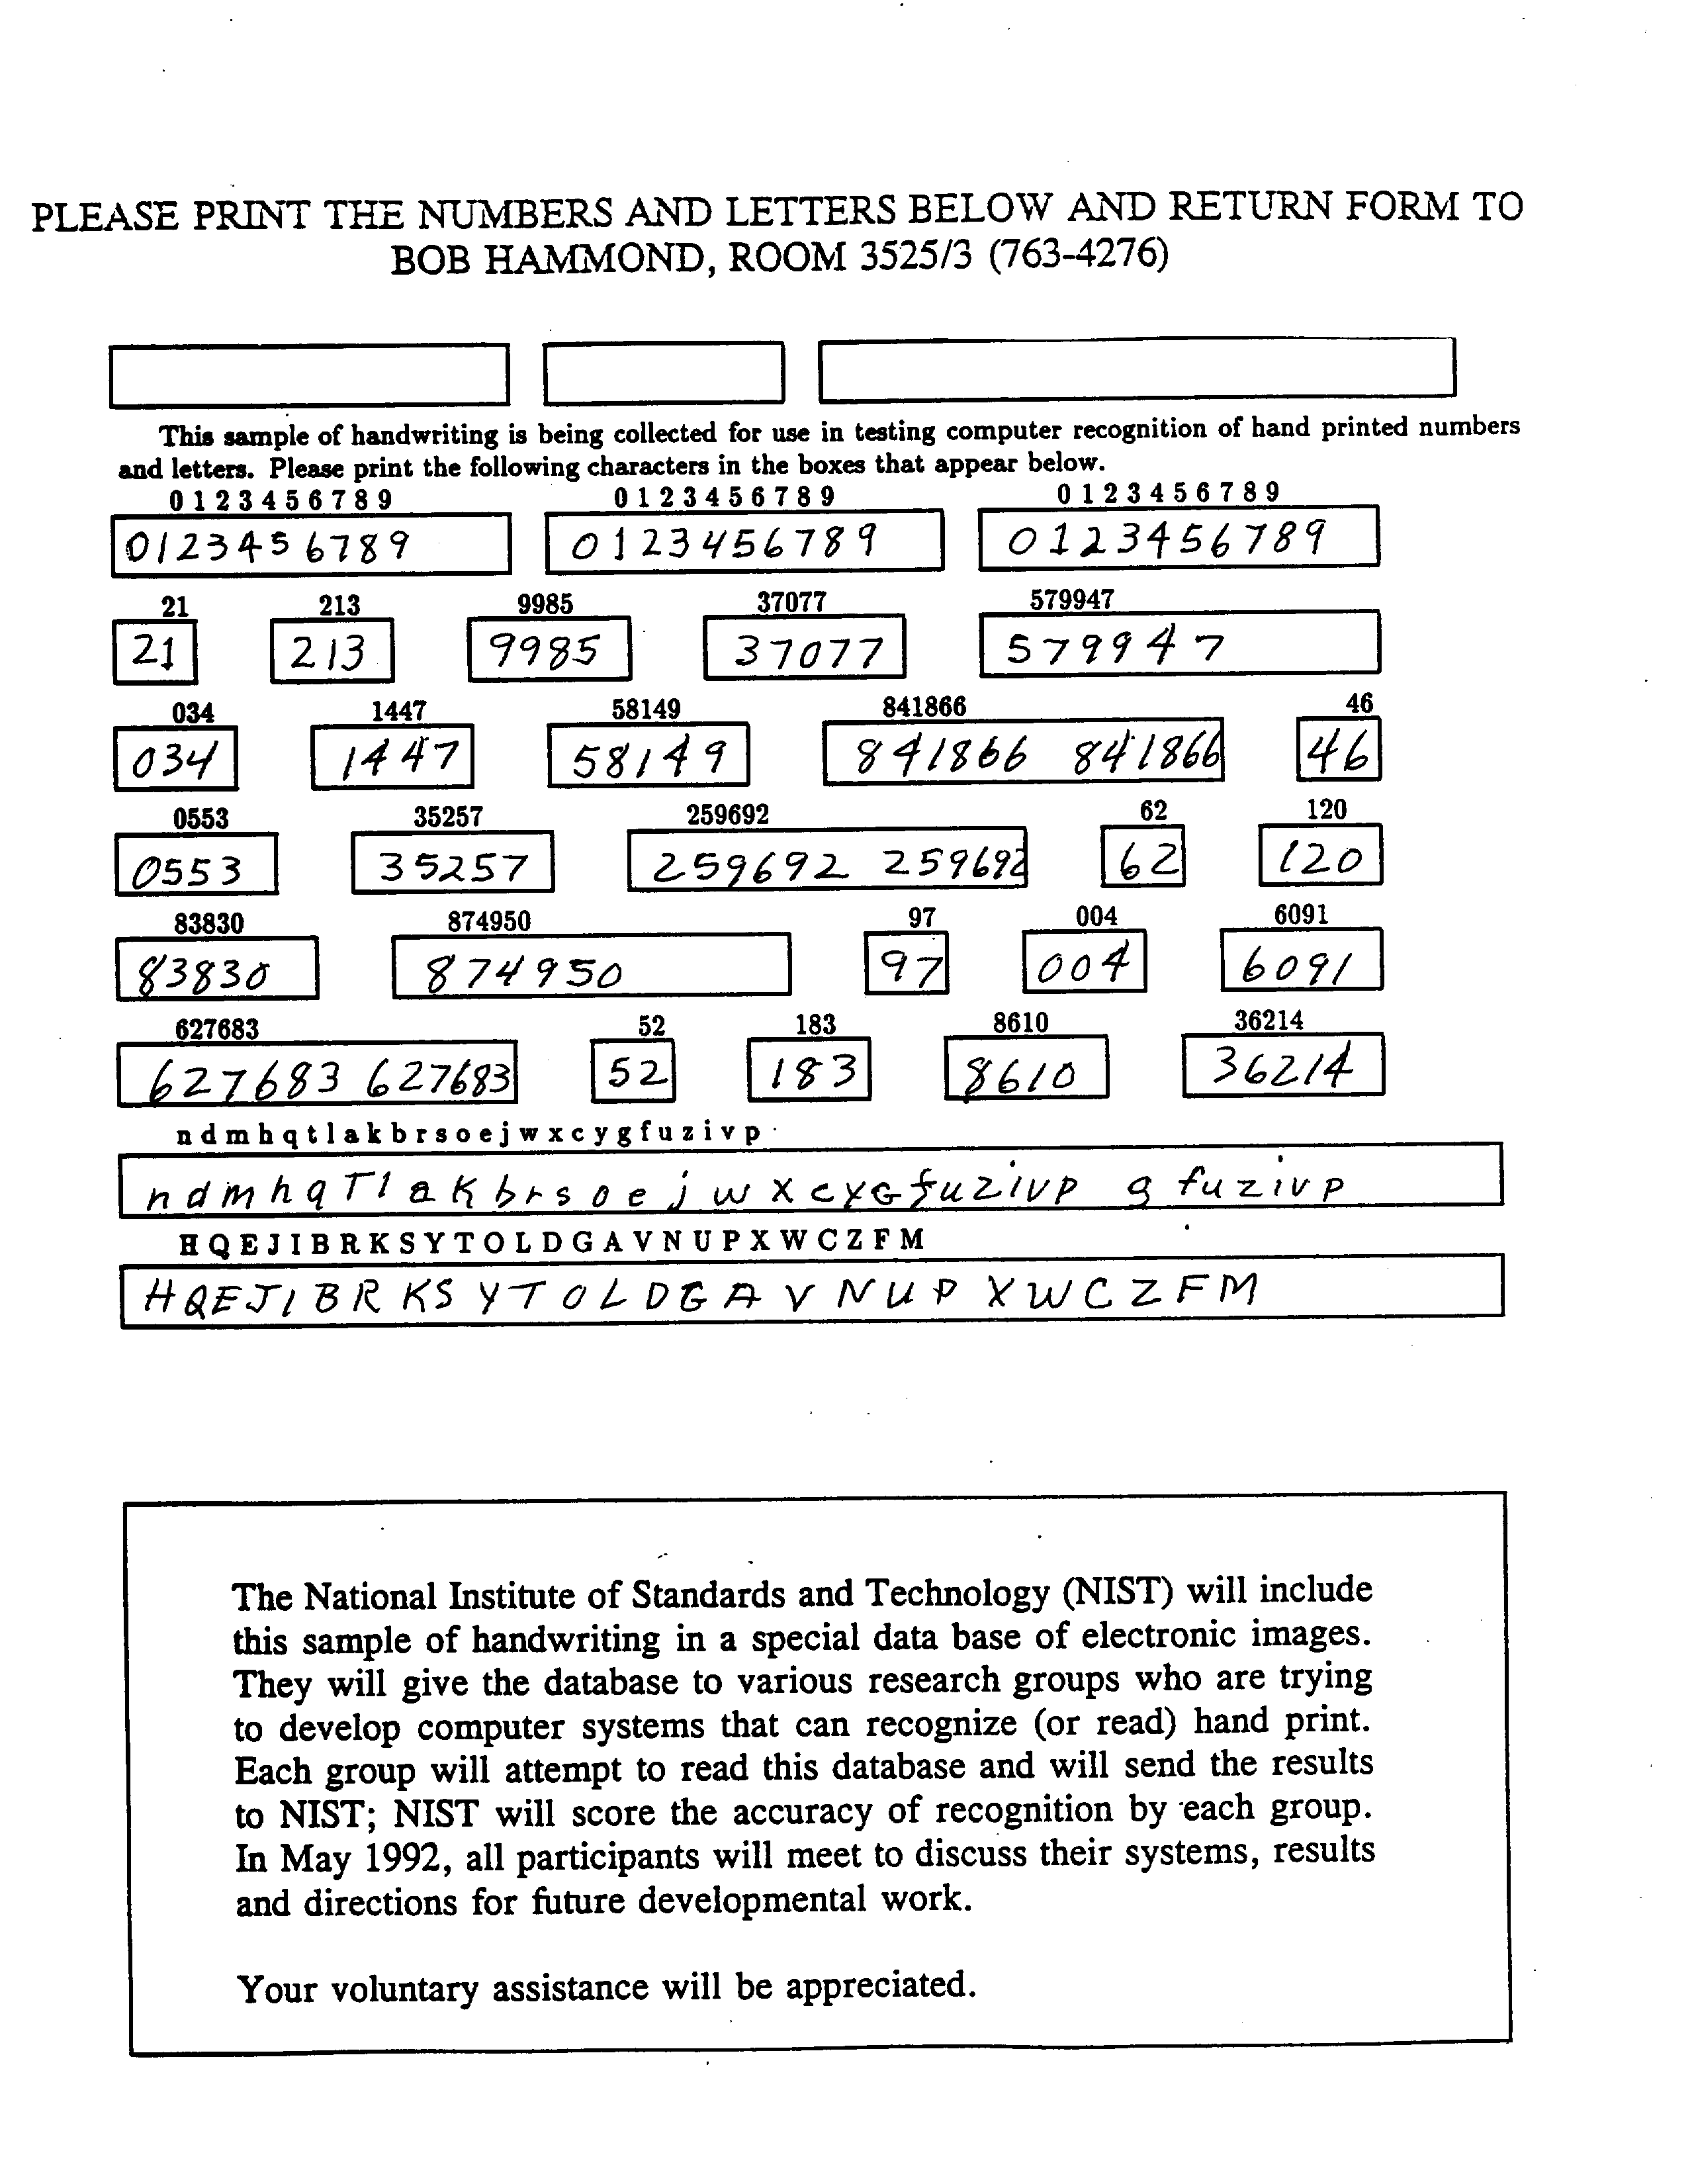 PLEASE PRINT THE NUMBERS AND LETTERS BELOW AND RETURN FORM TO
BOB HAMMOND, ROOM 3525/3 (763-4276)
This sample of handwriting is being collected for use in testing computer recognition of hand printed numbers
and letters. Please print the following characters in the boxes that appear below.
0 1 2 3 4 5 6 7 8 9 0 1 2 3 4 5 6 7 8 9 0 1 2 3 4 5 6 7 8 9
0123456789 0123456789 0123456789
21 213 9985 37077 579947
21 213 9985 37077 579947
034 1447 58149 841866 46
034 1447 58149 841866 841866 46
0553 35257 259692 62 120
0553 35257 259692 259692 62 120
83830 874950 97 004 6091
83830 874950 97 004 6091
627683 52 183 8610 36214
627683 627683 52 183 8610 36214
n d m h q t l a k b r s o e j w x c y g f u z i v p
n d m h q T l a K b r s o e j w x c y G f u z i v p g f u z i v p
H Q E J I B R K S Y T O L D G A V N U P X W C Z F M
H Q E J I B R K S Y T O L D G A V N U P X W C Z F M
The National Institute of Standards and Technology (NIST) will include
this sample of handwriting in a special data base of electronic images.
They will give the database to various research groups who are trying
to develop computer systems that can recognize (or read) hand print.
Each group will attempt to read this database and will send the results
to NIST; NIST will score the accuracy of recognition by each group.
In May 1992, all participants will meet to discuss their systems, results
and directions for future developmental work.
Your voluntary assistance will be appreciated.